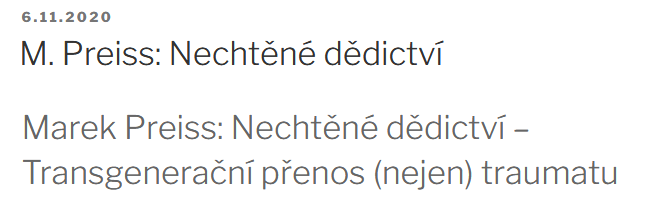 6.11.2020
M. Preiss: Nechtěné dědictví
Marek Preiss: Nechtěné dědictví –
Transgenerační přenos (nejen) traumatu